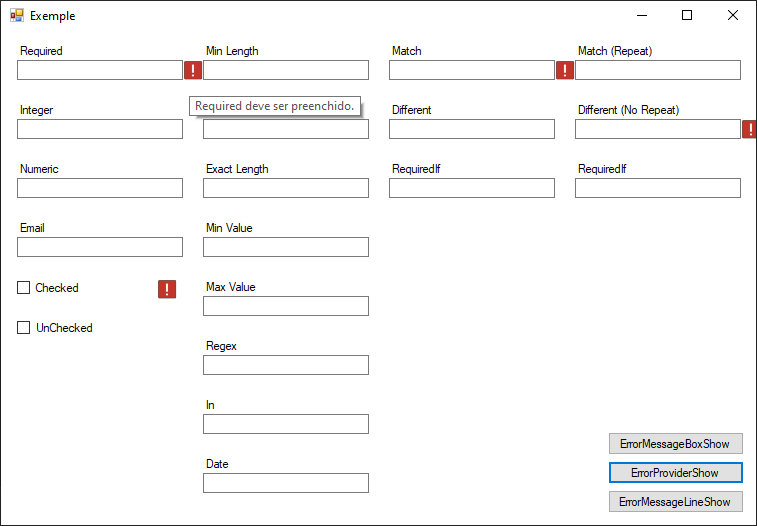 Exemple
Required
Min Length
Match
Match (Repeat)
Required deve ser preenchido.
Integer
Different
Different (No Repeat)
Numeric
Exact Length
RequiredIf
RequiredIf
Email
Min Value
Checked
Max Value
UnChecked
Regex
In
ErrorMessageBoxShow
Date
ErrorProviderShow
ErrorMessageLineShow